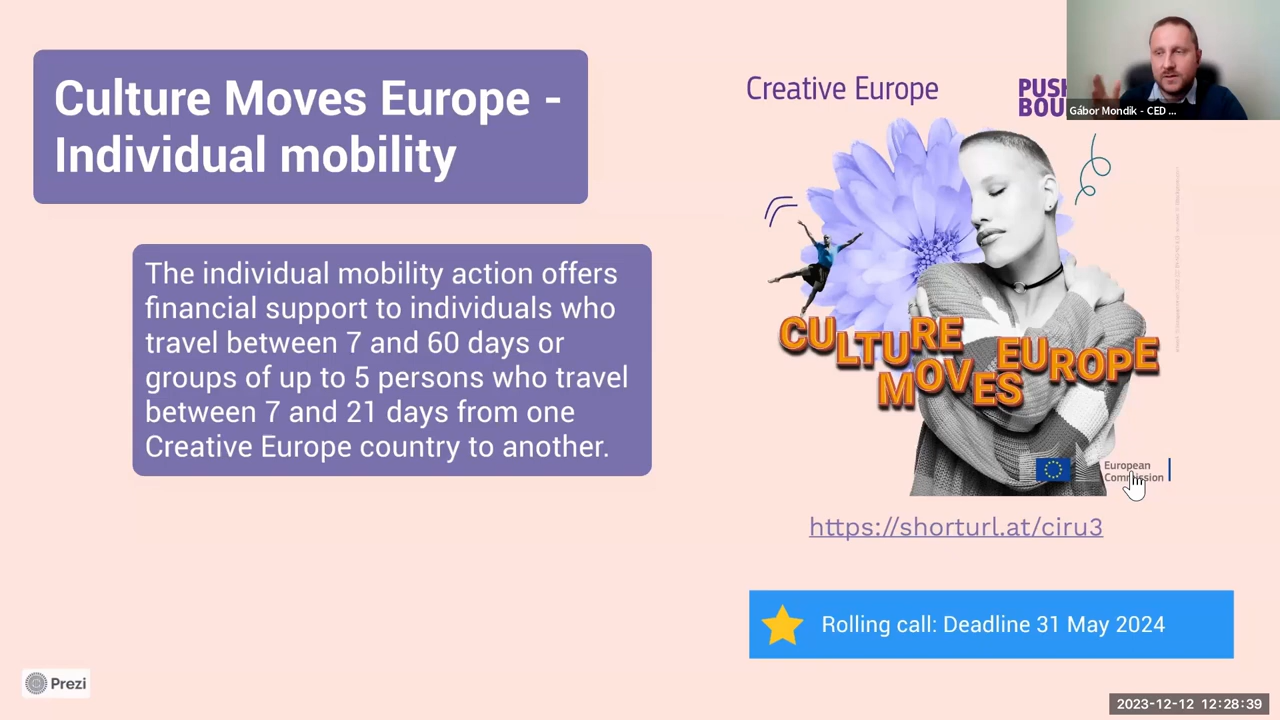 Culture Moves Europe -
Individual mobility
The individual mobility action offers
financial support to individuals who
travel between 7 and 60 days or
groups of up to 5 persons who travel
between 7 and 21 days from one
Creative Europe country to another.
Creative Europe
PUSH
BOU
Gábor Mondik - CED ...
CULTURE
MOVES EUROPE
European
Commission
https://shorturl.at/ciru3
Rolling call: Deadline 31 May 2024
Prezi
2023-12-12 12:28:39